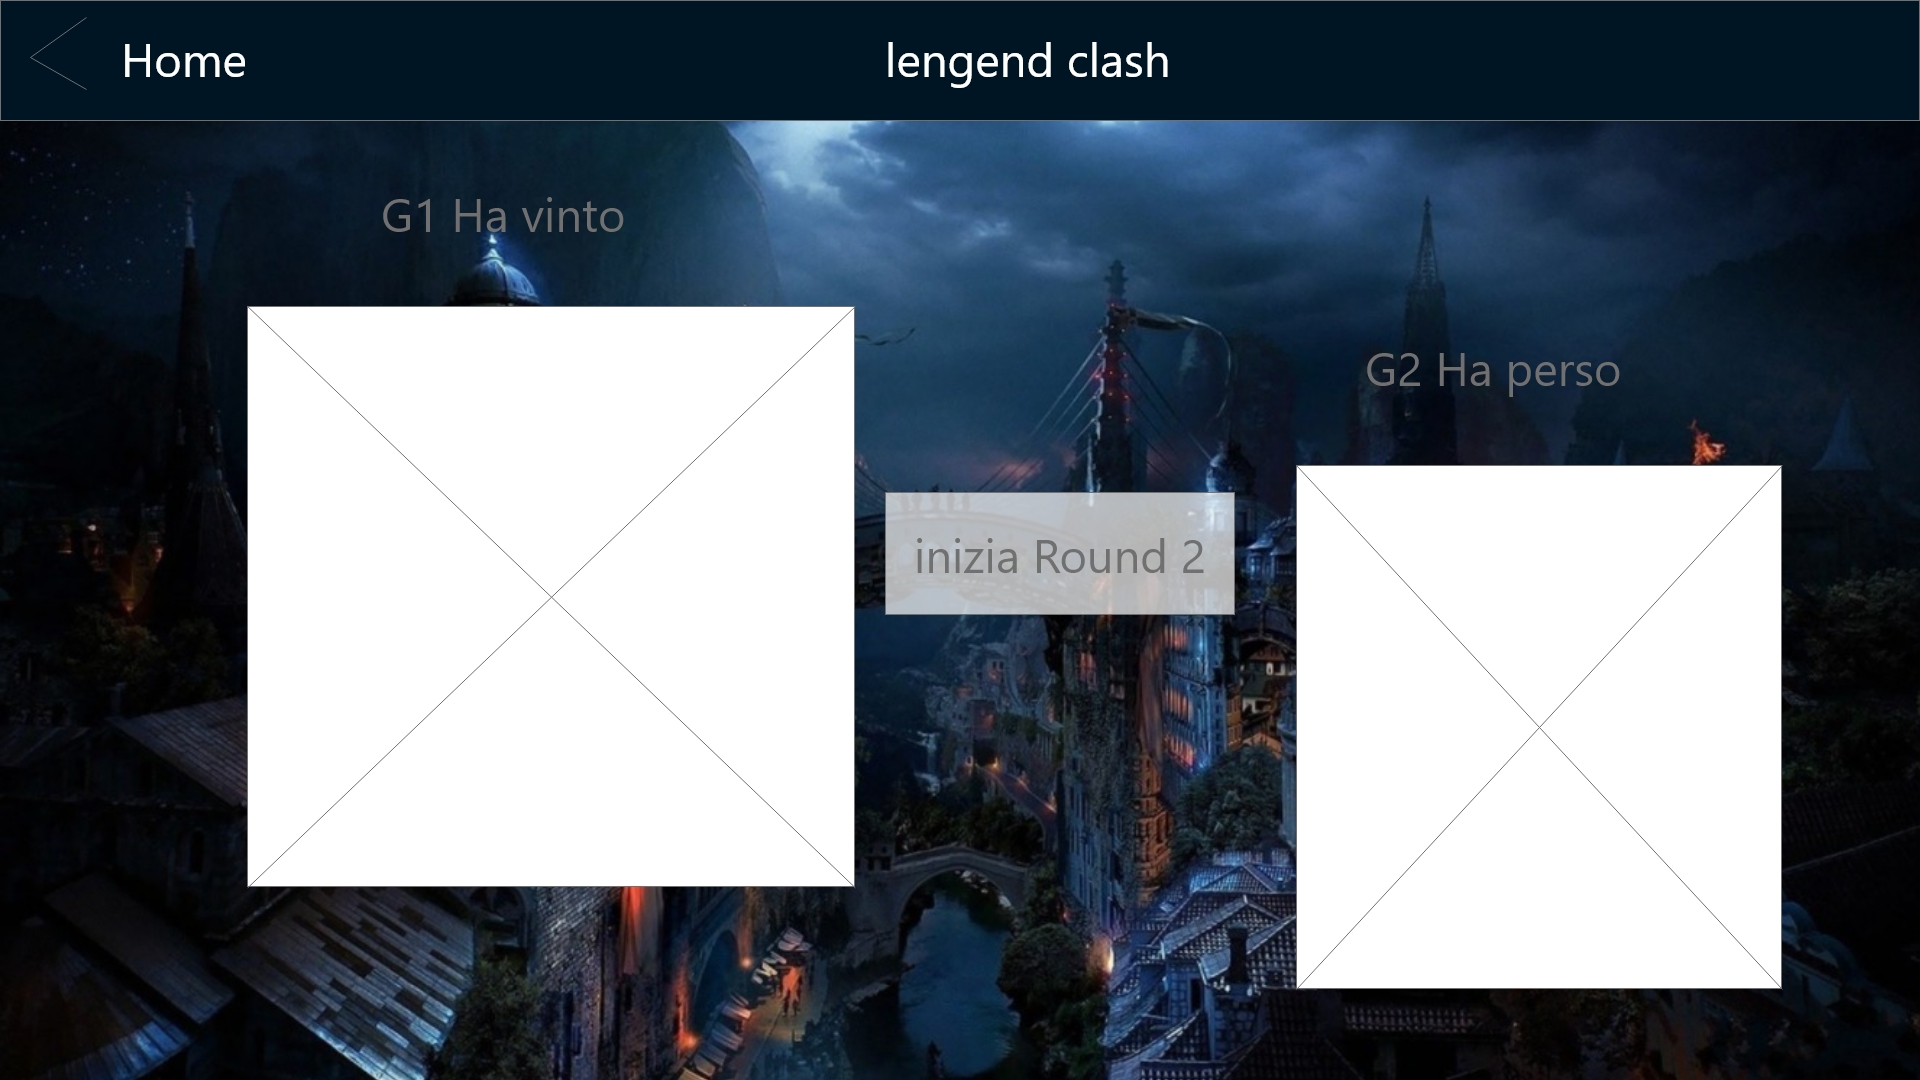 Home
lengend clash
G1 Ha vinto
G2 Ha perso
inizia Round 2